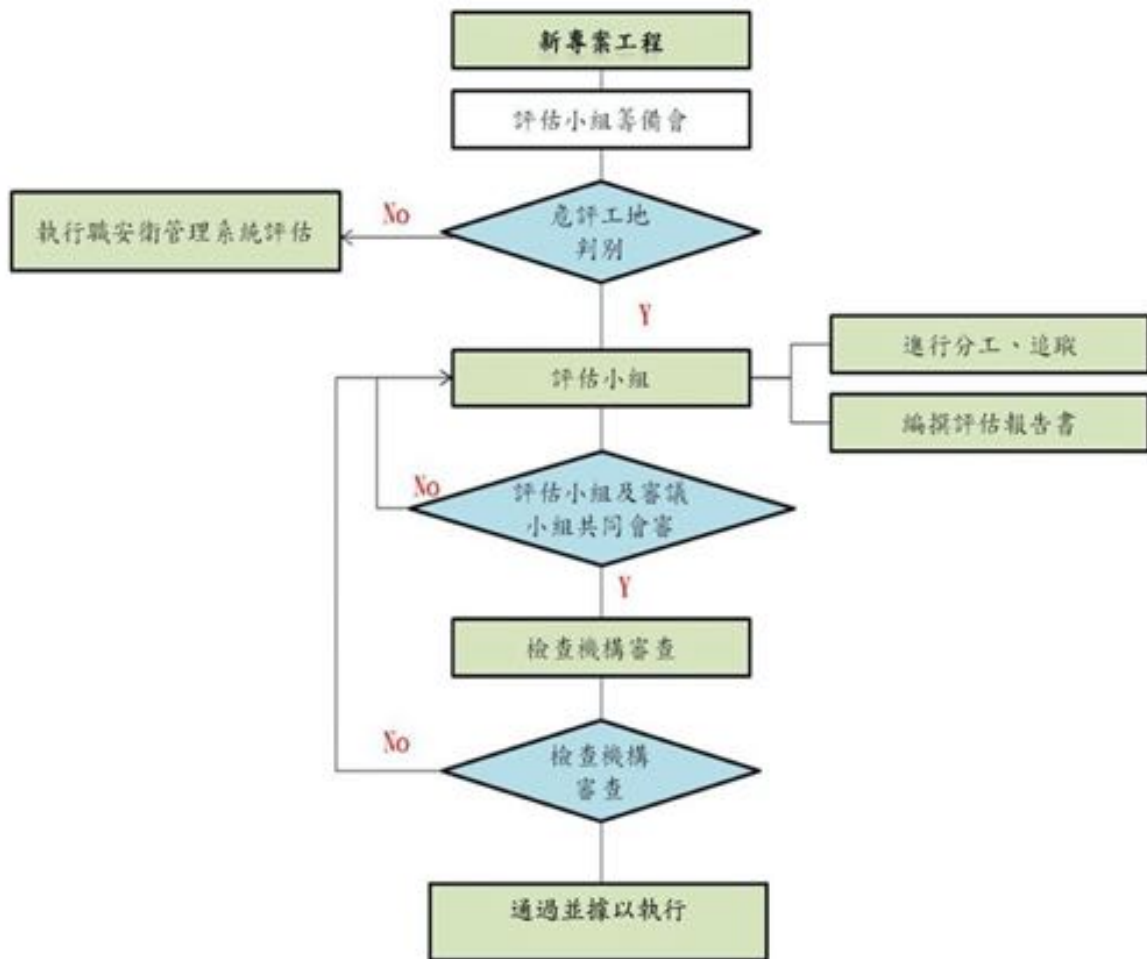 新專案工程
評估小組籌備會
No
危評工地
判別
執行職安衛管理系統評估
Y
評估小組
進行分工、追蹤
編撰評估報告書
No
評估小組及審議
小組共同會審
Y
檢查機構審查
No
檢查機構
審查
通過並據以執行